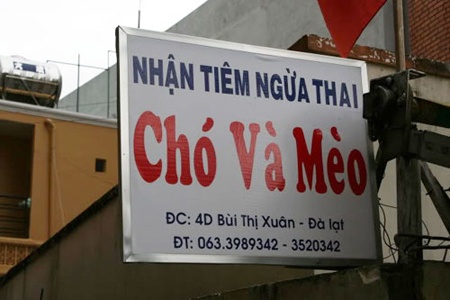 NHẬN TIÊM NGỪA THAI
Chó Và Mèo
ĐC: 4D Bùi Thị Xuân - Đà lạt
ĐT: 063.3989342 - 3520342